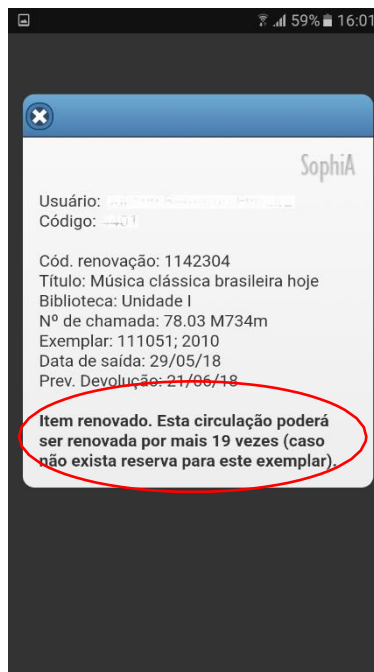 59% 16:01
SophiA
Usuário:
Código:
Cód. renovação: 1142304
Título: Música clássica brasileira hoje
Biblioteca: Unidade I
Nº de chamada: 78.03 M734m
Exemplar: 111051; 2010
Data de saída: 29/05/18
Prev. Devolução: 21/06/18
Item renovado. Esta circulação poderá
ser renovada por mais 19 vezes (caso
não exista reserva para este exemplar).